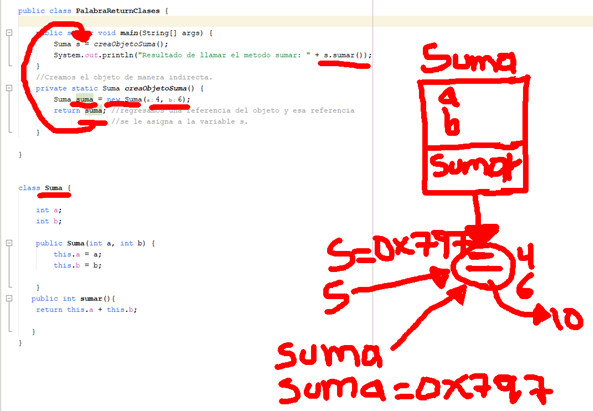 public class PalabraReturnClases {
public static void main(String[] args) {
Suma s = creaObjetoSuma();
System.out.println("Resultado de llamar el metodo sumar: " + s.sumar());
}
//Creamos el objeto de manera indirecta.
private static Suma creaObjetoSuma() {
Suma suma = new Suma(a: 4, b: 6);
return suma; //regresamos una referencia del objeto y esa referencia
//se le asigna a la variable s.
}
}
class Suma {
int a;
int b;
public Suma(int a, int b) {
this.a = a;
this.b = b;
}
public int sumar(){
return this.a + this.b;
}
}
Suma
a
b
Sumar
S=0x797
4
6
S
10
Suma
Suma=0x797